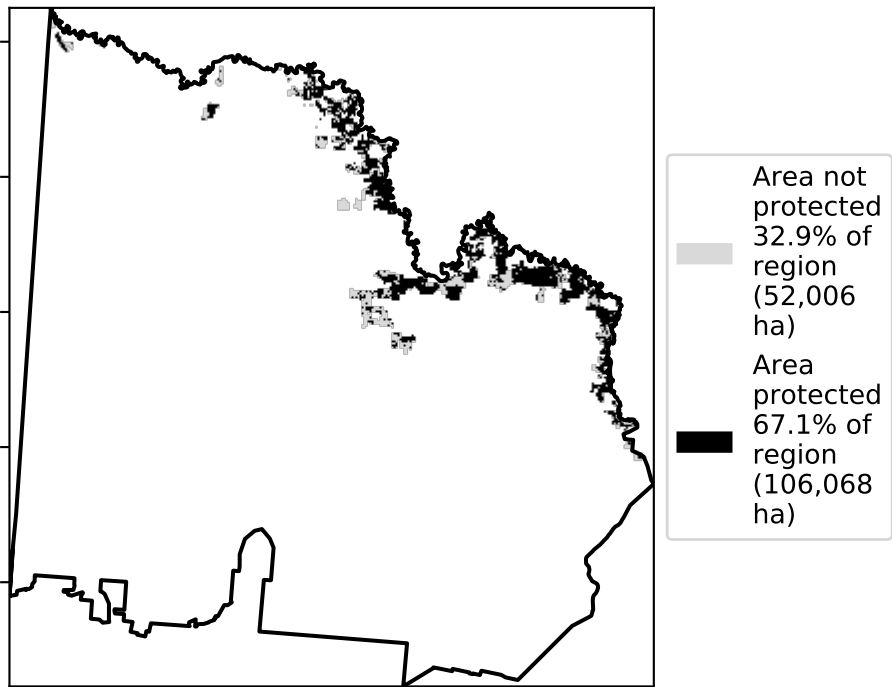 Area not
protected
32.9% of
region
(52,006
ha)
Area
protected
67.1% of
region
(106,068
ha)